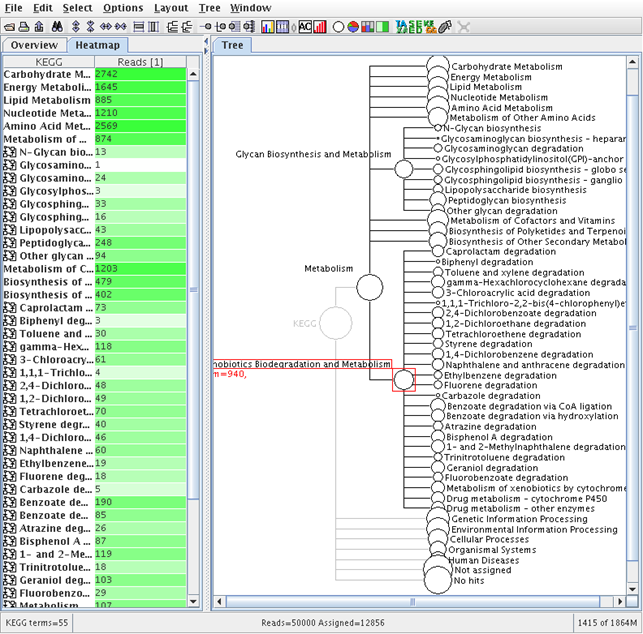 File Edit Select Options Layout Tree Window
Overview Heatmap
KEGG Reads [1]
Carbohydrate M... 2742
Energy Metaboli... 1645
Lipid Metabolism 885
Nucleotide Meta... 1210
Amino Acid Met... 2569
Metabolism of ... 874
N-Glycan bio... 13
Glycosamino... 1
Glycosamino... 24
Glycosylphos... 3
Glycosphing... 33
Glycosphing... 16
Lipopolysacc... 43
Peptidoglyca... 248
Other glycan ... 94
Metabolism of C... 1203
Biosynthesis of ... 479
Biosynthesis of ... 402
Caprolactam ... 73
Biphenyl deg... 3
Toluene and ... 30
gamma-Hex... 118
3-Chloroacry... 61
1,1,1-Trichlo... 4
2,4-Dichloro... 48
1,2-Dichloro... 49
Tetrachloroet... 70
Styrene degr... 40
1,4-Dichloro... 46
Naphthalene ... 60
Ethylbenzene... 19
Fluorene deg... 18
Carbazole de... 5
Benzoate de... 190
Benzoate de... 85
Atrazine deg... 26
Bisphenol A ... 87
1- and 2-Me... 119
Trinitrotolue... 18
Geraniol deg... 103
Fluorobenzo... 29
Metabolism ... 107
Tree
Carbohydrate Metabolism
Energy Metabolism
Lipid Metabolism
Nucleotide Metabolism
Amino Acid Metabolism
Metabolism of Other Amino Acids
N-Glycan biosynthesis
Glycosaminoglycan biosynthesis - heparan
Glycosaminoglycan degradation
Glycan Biosynthesis and Metabolism
Glycosylphosphatidylinositol(GPI)-anchor
Glycosphingolipid biosynthesis - globo se
Glycosphingolipid biosynthesis - ganglio
Lipopolysaccharide biosynthesis
Peptidoglycan biosynthesis
Other glycan degradation
Metabolism of Cofactors and Vitamins
Biosynthesis of Polyketides and Terpenoi
Biosynthesis of Other Secondary Metabol
Caprolactam degradation
Biphenyl degradation
Metabolism
Toluene and xylene degradation
gamma-Hexachlorocyclohexane degrada
3-Chloroacrylic acid degradation
1,1,1-Trichloro-2,2-bis(4-chlorophenyl)et
2,4-Dichlorobenzoate degradation
KEGG
1,2-Dichloroethane degradation
Tetrachloroethene degradation
Styrene degradation
1,4-Dichlorobenzene degradation
Naphthalene and anthracene degradation
nobiotics Biodegradation and Metabolism
n=940,
Ethylbenzene degradation
Fluorene degradation
Carbazole degradation
Benzoate degradation via CoA ligation
Benzoate degradation via hydroxylation
Atrazine degradation
Bisphenol A degradation
1- and 2-Methylnaphthalene degradation
Trinitrotoluene degradation
Geraniol degradation
Fluorobenzoate degradation
Metabolism of xenobiotics by cytochrome
Drug metabolism - cytochrome P450
Drug metabolism - other enzymes
Genetic Information Processing
Environmental Information Processing
Cellular Processes
Organismal Systems
Human Diseases
Not assigned
No hits
KEGG terms=55 Reads=50000 Assigned=12856 1415 of 1864M